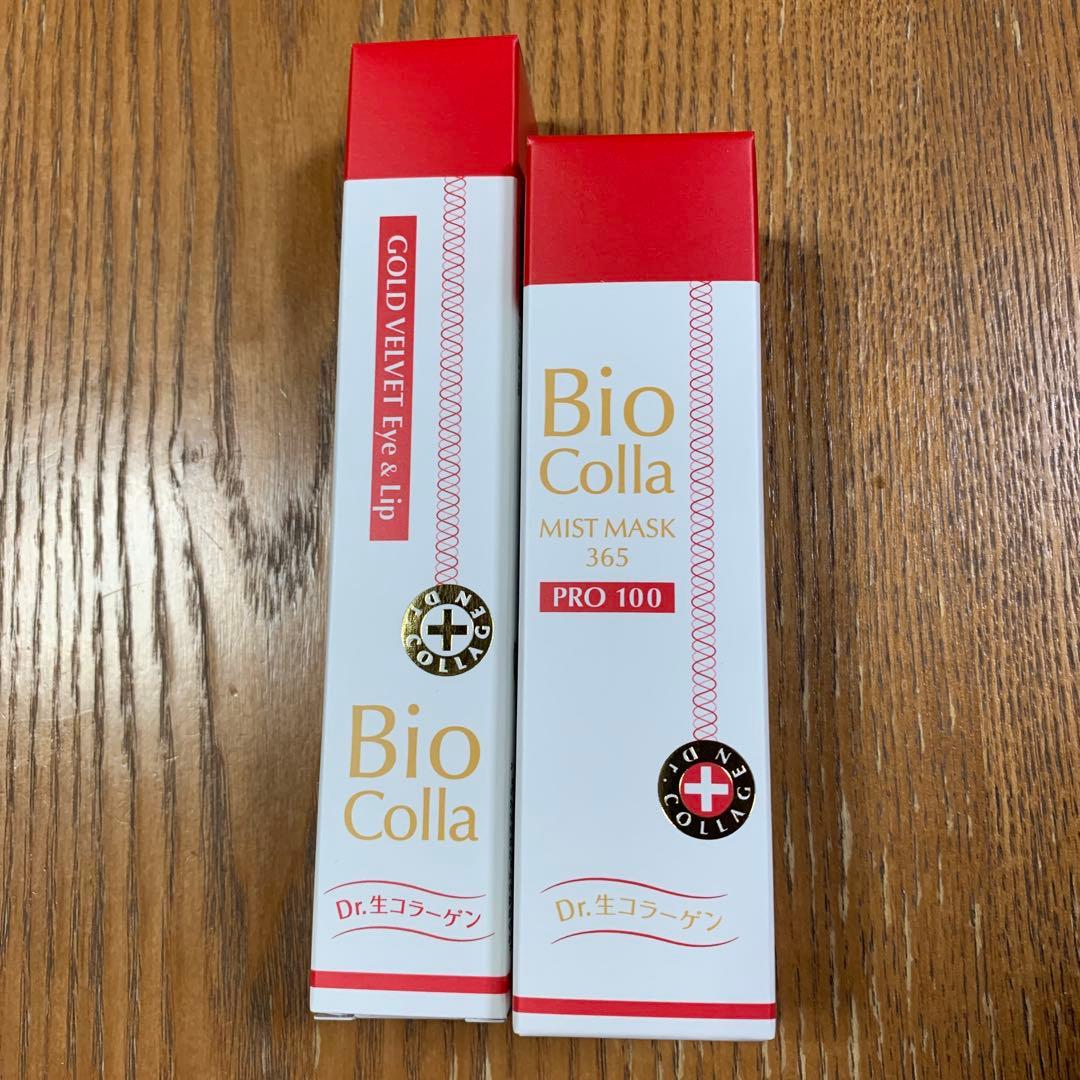 GOLD VELVET Eye & Lip
Dr. COLLAGEN
Bio
Colla
Dr.生コラーゲン
Bio
Colla
MIST MASK
365
PRO 100
Dr. COLLAGEN
Dr.生コラーゲン